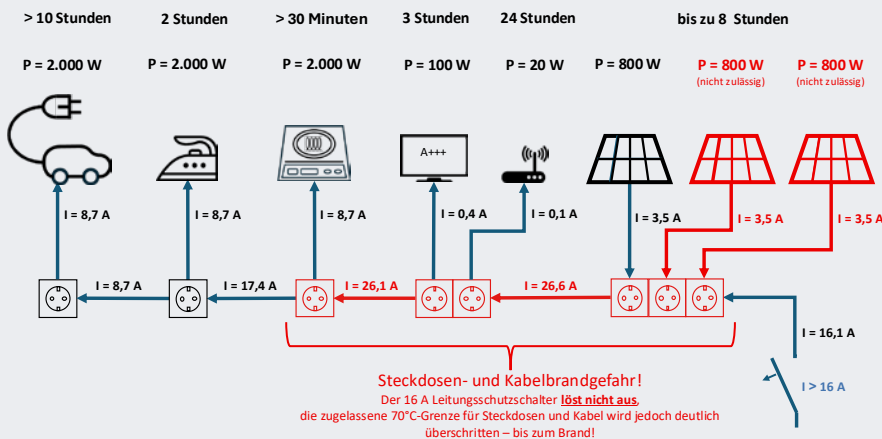 > 10 Stunden 2 Stunden > 30 Minuten 3 Stunden 24 Stunden bis zu 8 Stunden
P = 2.000 W P = 2.000 W P = 2.000 W P = 100 W P = 20 W P = 800 W P = 800 W P = 800 W
(nicht zulässig) (nicht zulässig)
A+++
I = 8,7 A I = 8,7 A I = 8,7 A I = 0,4 A I = 0,1 A I = 3,5 A I = 3,5 A I = 3,5 A
I = 8,7 A I = 17,4 A I = 26,1 A I = 26,6 A
I = 16,1 A
I > 16 A
Steckdosen- und Kabelbrandgefahr!
Der 16 A Leitungsschutzschalter löst nicht aus,
die zugelassene 70°C-Grenze für Steckdosen und Kabel wird jedoch deutlich
überschritten – bis zum Brand!